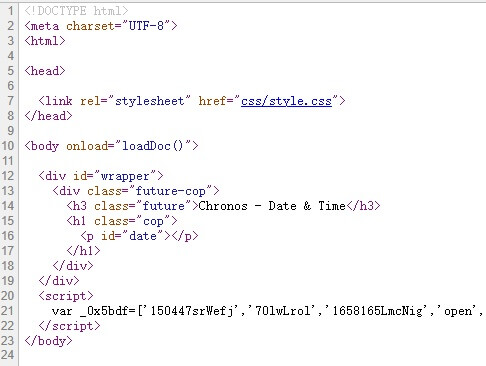 1 <!DOCTYPE html>
2 <meta charset="UTF-8">
3 <html>
4
5 <head>
6
7 <link rel="stylesheet" href="css/style.css">
8 </head>
9
10 <body onload="loadDoc()">
11
12 <div id="wrapper">
13 <div class="future-cop">
14 <h3 class="future">Chronos - Date & Time</h3>
15 <h1 class="cop">
16 <p id="date"></p>
17 </h1>
18 </div>
19 </div>
20 <script>
21 var _0x5bdf=['150447srWefj','70lwLrol','1658165LmcNig','open',
22 </script>
23 </body>
24